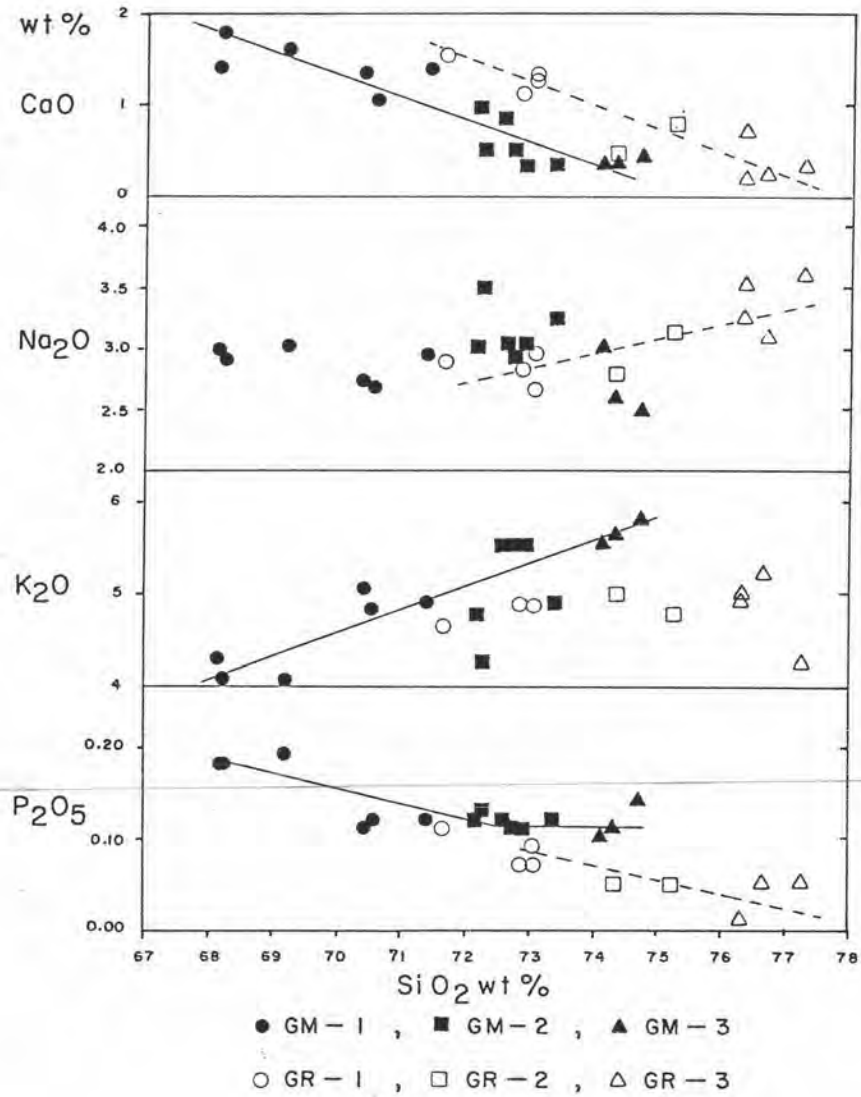 wt %
2
CaO
1
0
4.0
3.5
Na2O
3.0
2.5
2.0
6
K2O
5
4
0.20
P2O5
0.10
0.00
67 68 69 70 71 72 73 74 75 76 77 78
SiO2 wt %
● GM – 1 , ■ GM – 2 , ▲ GM – 3
○ GR – 1 , □ GR – 2 , △ GR – 3